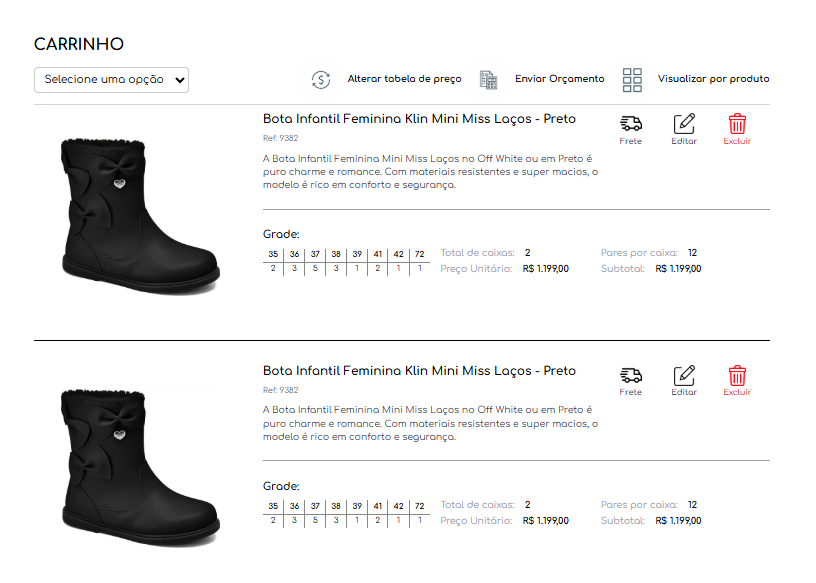 CARRINHO
Selecione uma opção
Alterar tabela de preço
Enviar Orçamento
Visualizar por produto
Bota Infantil Feminina Klin Mini Miss Laços - Preto
Ref: 9382
Frete Editar Excluir
A Bota Infantil Feminina Mini Miss Laços no Off White ou em Preto é
puro charme e romance. Com materiais resistentes e super macios, o
modelo é rico em conforto e segurança.
Grade:
35 36 37 38 39 41 42 72
2 3 5 3 1 2 1 1
Total de caixas: 2 Pares por caixa: 12
Preço Unitário: R$ 1.199,00 Subtotal: R$ 1.199,00
Bota Infantil Feminina Klin Mini Miss Laços - Preto
Ref: 9382
Frete Editar Excluir
A Bota Infantil Feminina Mini Miss Laços no Off White ou em Preto é
puro charme e romance. Com materiais resistentes e super macios, o
modelo é rico em conforto e segurança.
Grade:
35 36 37 38 39 41 42 72
2 3 5 3 1 2 1 1
Total de caixas: 2 Pares por caixa: 12
Preço Unitário: R$ 1.199,00 Subtotal: R$ 1.199,00